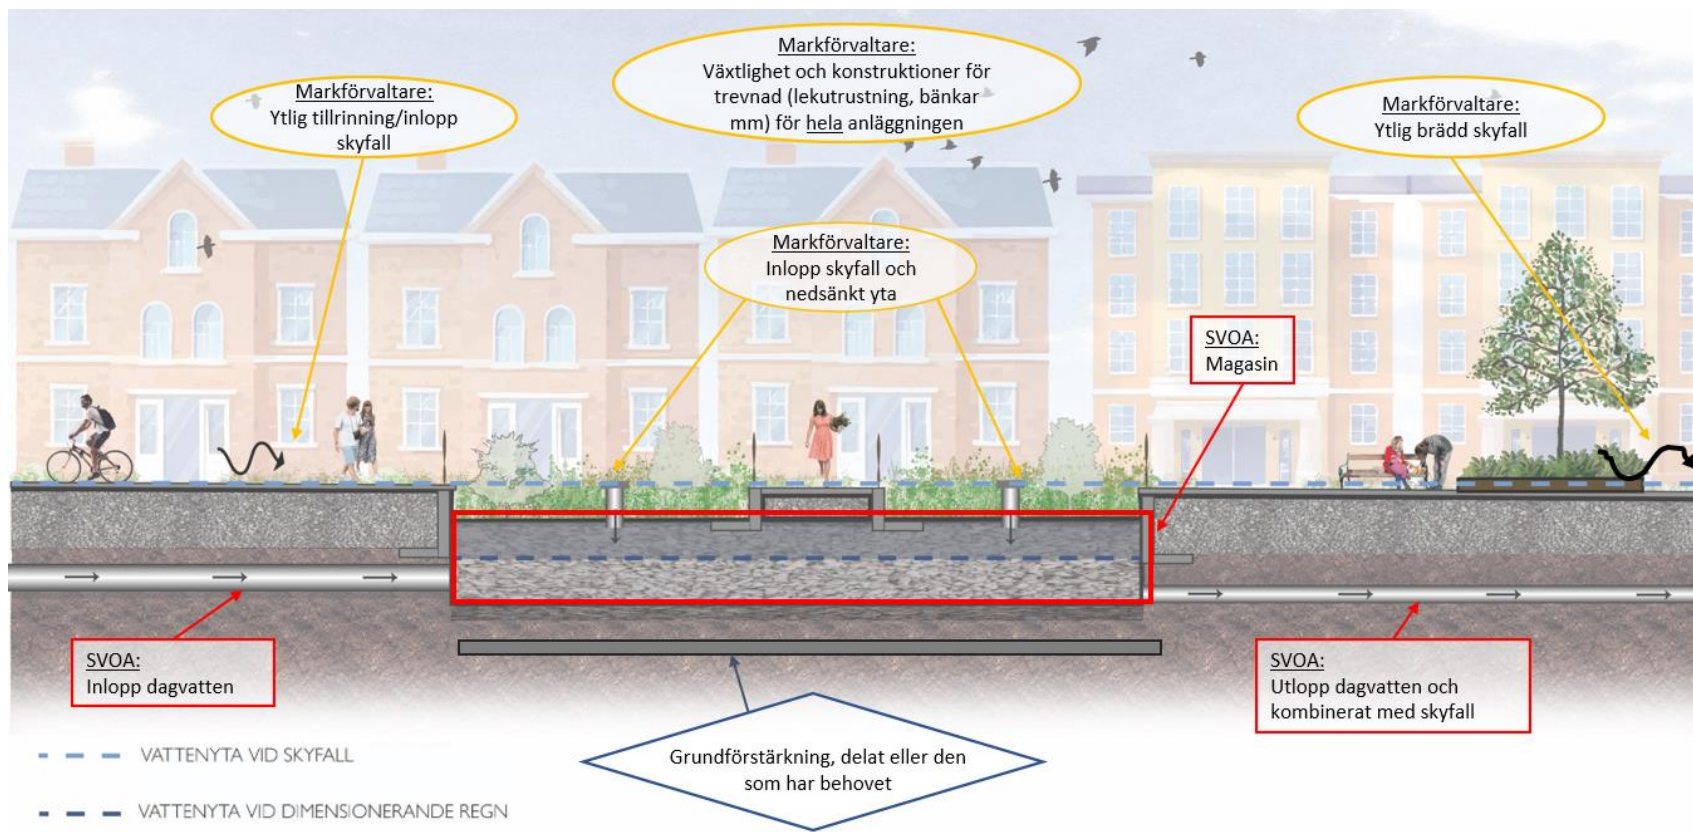 Markförvaltare:
Ytlig tillrinning/inlopp
skyfall
Markförvaltare:
Växtlighet och konstruktioner för
trevnad (lekutrustning, bänkar
mm) för hela anläggningen
Markförvaltare:
Ytlig brädd skyfall
Markförvaltare:
Inlopp skyfall och
nedsänkt yta
SVOA:
Magasin
SVOA:
Inlopp dagvatten
SVOA:
Utlopp dagvatten och
kombinerat med skyfall
Grundförstärkning, delat eller den
som har behovet
VATTENYTA VID SKYFALL
VATTENYTA VID DIMENSIONERANDE REGN